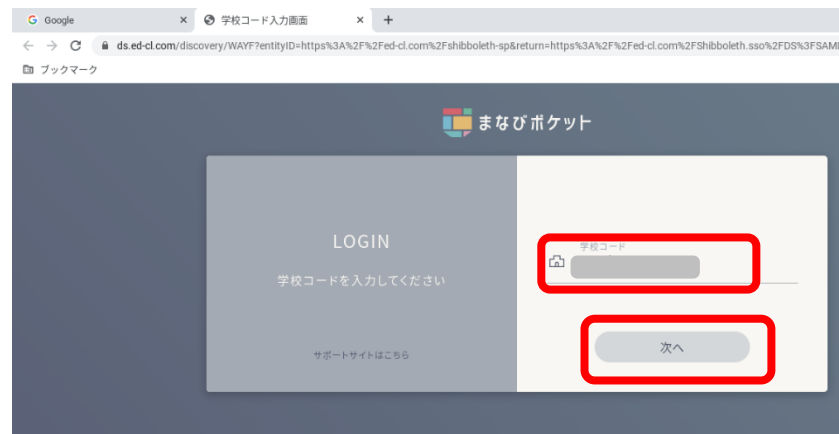 Google
学校コード入力画面
ds.ed-cl.com/discovery/WAYF?entityID=https%3A%2F%2Fed-cl.com%2Fshibboleth-sp&return=https%3A%2F%2Fed-cl.com%2FShibboleth.sso%2FDS%3FSAML
ブックマーク
まなびポケット
LOGIN
学校コードを入力してください
サポートサイトはこちら
学校コード
次へ